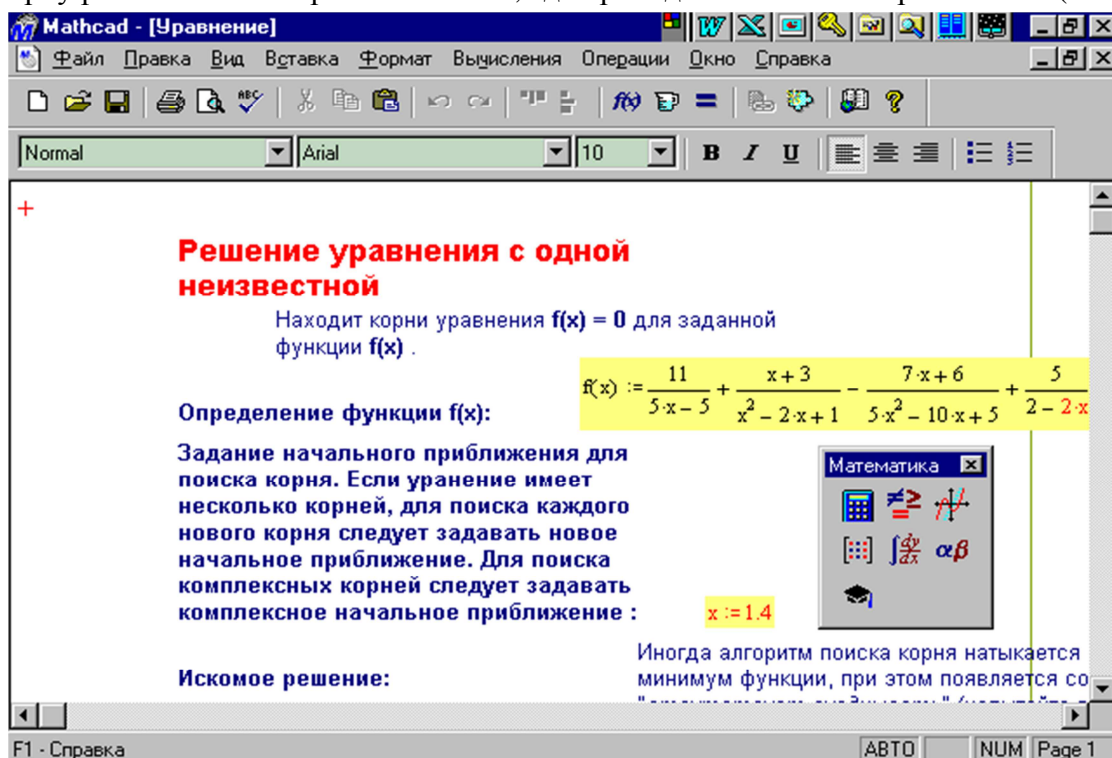 Mathcad - [Уравнение]
Файл Правка Вид Вставка Формат Вычисления Операции Окно Справка
Normal Arial 10 B I U
Решение уравнения с одной
неизвестной
Находит корни уравнения f(x) = 0 для заданной
функции f(x) .
f(x) := 11/(5·x − 5) + (x + 3)/(x² − 2·x + 1) − (7·x + 6)/(5·x² − 10·x + 5) + 5/(2 − 2·x
Определение функции f(x):
Задание начального приближения для
поиска корня. Если уранение имеет
несколько корней, для поиска каждого
нового корня следует задавать новое
начальное приближение. Для поиска
комплексных корней следует задавать
комплексное начальное приближение :
x := 1.4
Математика
αβ
Иногда алгоритм поиска корня натыкается
минимум функции, при этом появляется со
Искомое решение:
F1 - Справка АВТО NUM Page 1